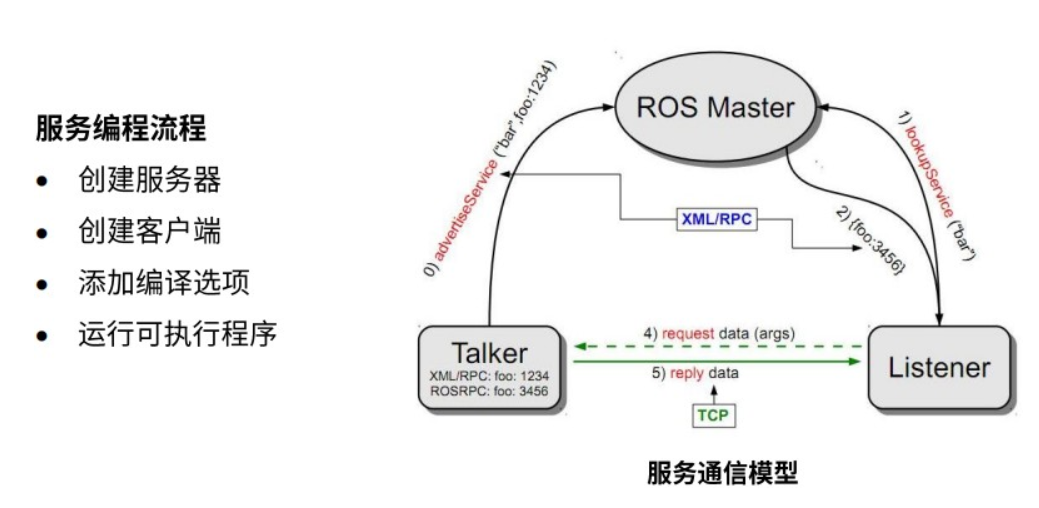 服务编程流程
• 创建服务器
• 创建客户端
• 添加编译选项
• 运行可执行程序
ROS Master
0) advertiseService ("bar",foo:1234)
1) lookupService ("bar")
XML/RPC
2) {foo:3456}
Talker
XML/RPC: foo: 1234
ROSRPC: foo: 3456
4) request data (args)
5) reply data
TCP
Listener
服务通信模型